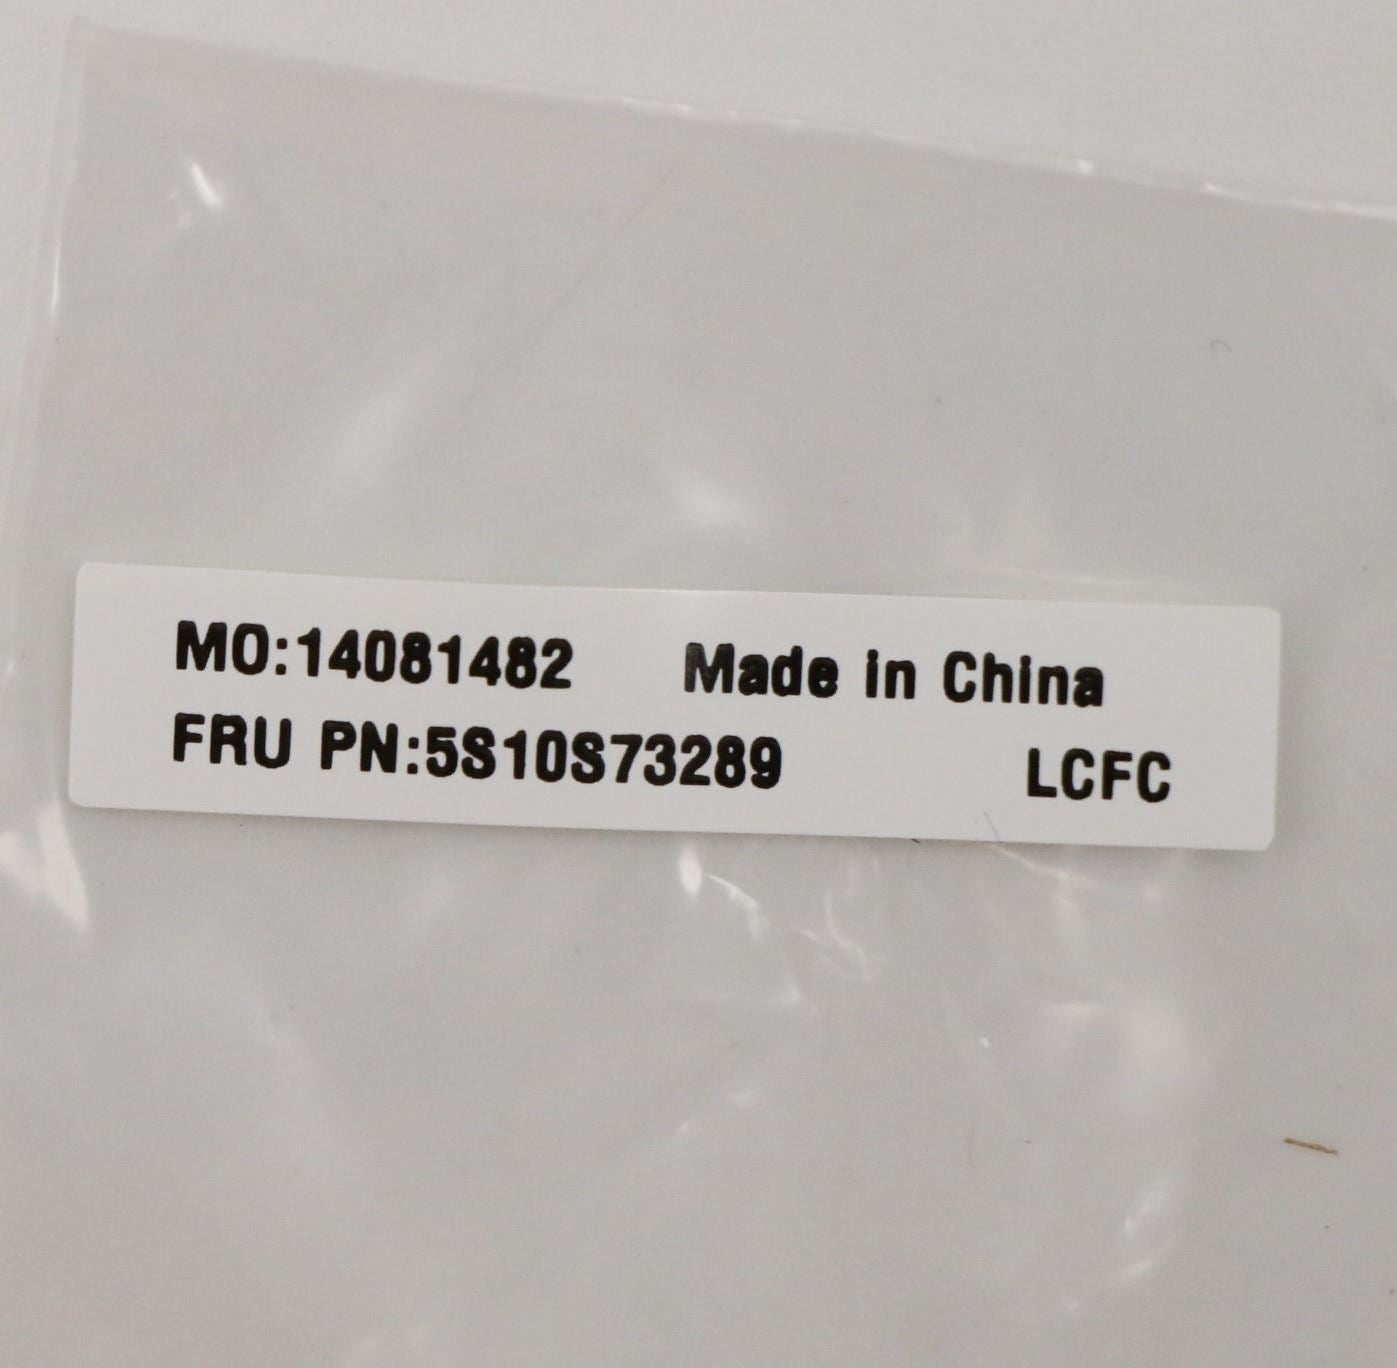 MO:14081482 Made in China
FRU PN:5S10S73289 LCFC